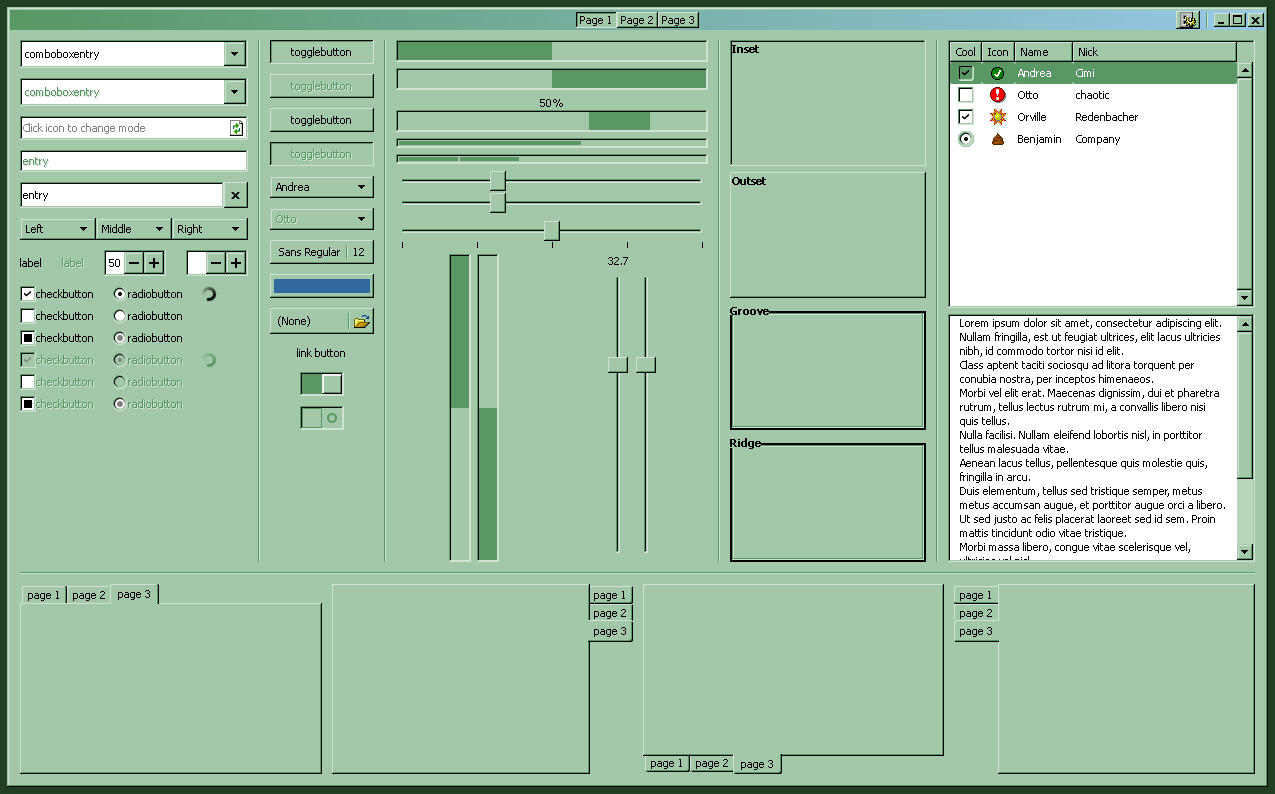 Page 1 Page 2 Page 3
comboboxentry
comboboxentry
Click icon to change mode
entry
entry
Left Middle Right
label label 50
checkbutton radiobutton
checkbutton radiobutton
checkbutton radiobutton
checkbutton radiobutton
checkbutton radiobutton
checkbutton radiobutton
togglebutton
togglebutton
togglebutton
togglebutton
Andrea
Otto
Sans Regular 12
(None)
link button
50%
32.7
Inset
Outset
Groove
Ridge
Cool Icon Name Nick
Andrea Cimi
Otto chaotic
Orville Redenbacher
Benjamin Company
Lorem ipsum dolor sit amet, consectetur adipiscing elit.
Nullam fringilla, est ut feugiat ultrices, elit lacus ultricies
nibh, id commodo tortor nisi id elit.
Class aptent taciti sociosqu ad litora torquent per
conubia nostra, per inceptos himenaeos.
Morbi vel elit erat. Maecenas dignissim, dui et pharetra
rutrum, tellus lectus rutrum mi, a convallis libero nisi
quis tellus.
Nulla facilisi. Nullam eleifend lobortis nisl, in porttitor
tellus malesuada vitae.
Aenean lacus tellus, pellentesque quis molestie quis,
fringilla in arcu.
Duis elementum, tellus sed tristique semper, metus
metus accumsan augue, et porttitor augue orci a libero.
Ut sed justo ac felis placerat laoreet sed id sem. Proin
mattis tincidunt odio vitae tristique.
Morbi massa libero, congue vitae scelerisque vel,
page 1 page 2 page 3
page 1
page 2
page 3
page 1 page 2 page 3
page 1
page 2
page 3